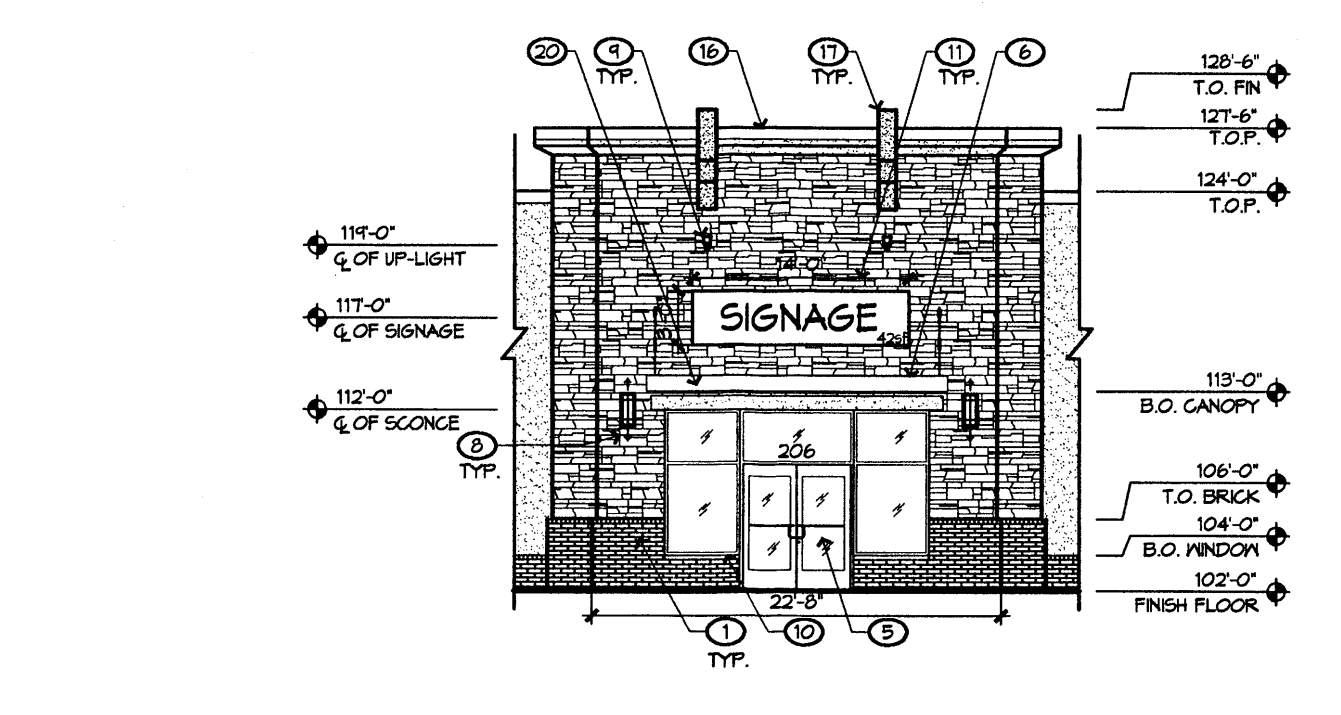 20 9 16 17 11 6
TYP. TYP. TYP.
128'-6"
T.O. FIN
127'-6"
T.O.P.
124'-0"
T.O.P.
119'-0"
℄ OF UP-LIGHT
14'-0"
117'-0"
℄ OF SIGNAGE
SIGNAGE
42SF
113'-0"
B.O. CANOPY
112'-0"
℄ OF SCONCE
8
TYP.
206
106'-0"
T.O. BRICK
104'-0"
B.O. WINDOW
102'-0"
FINISH FLOOR
22'-8"
1 10 5
TYP.